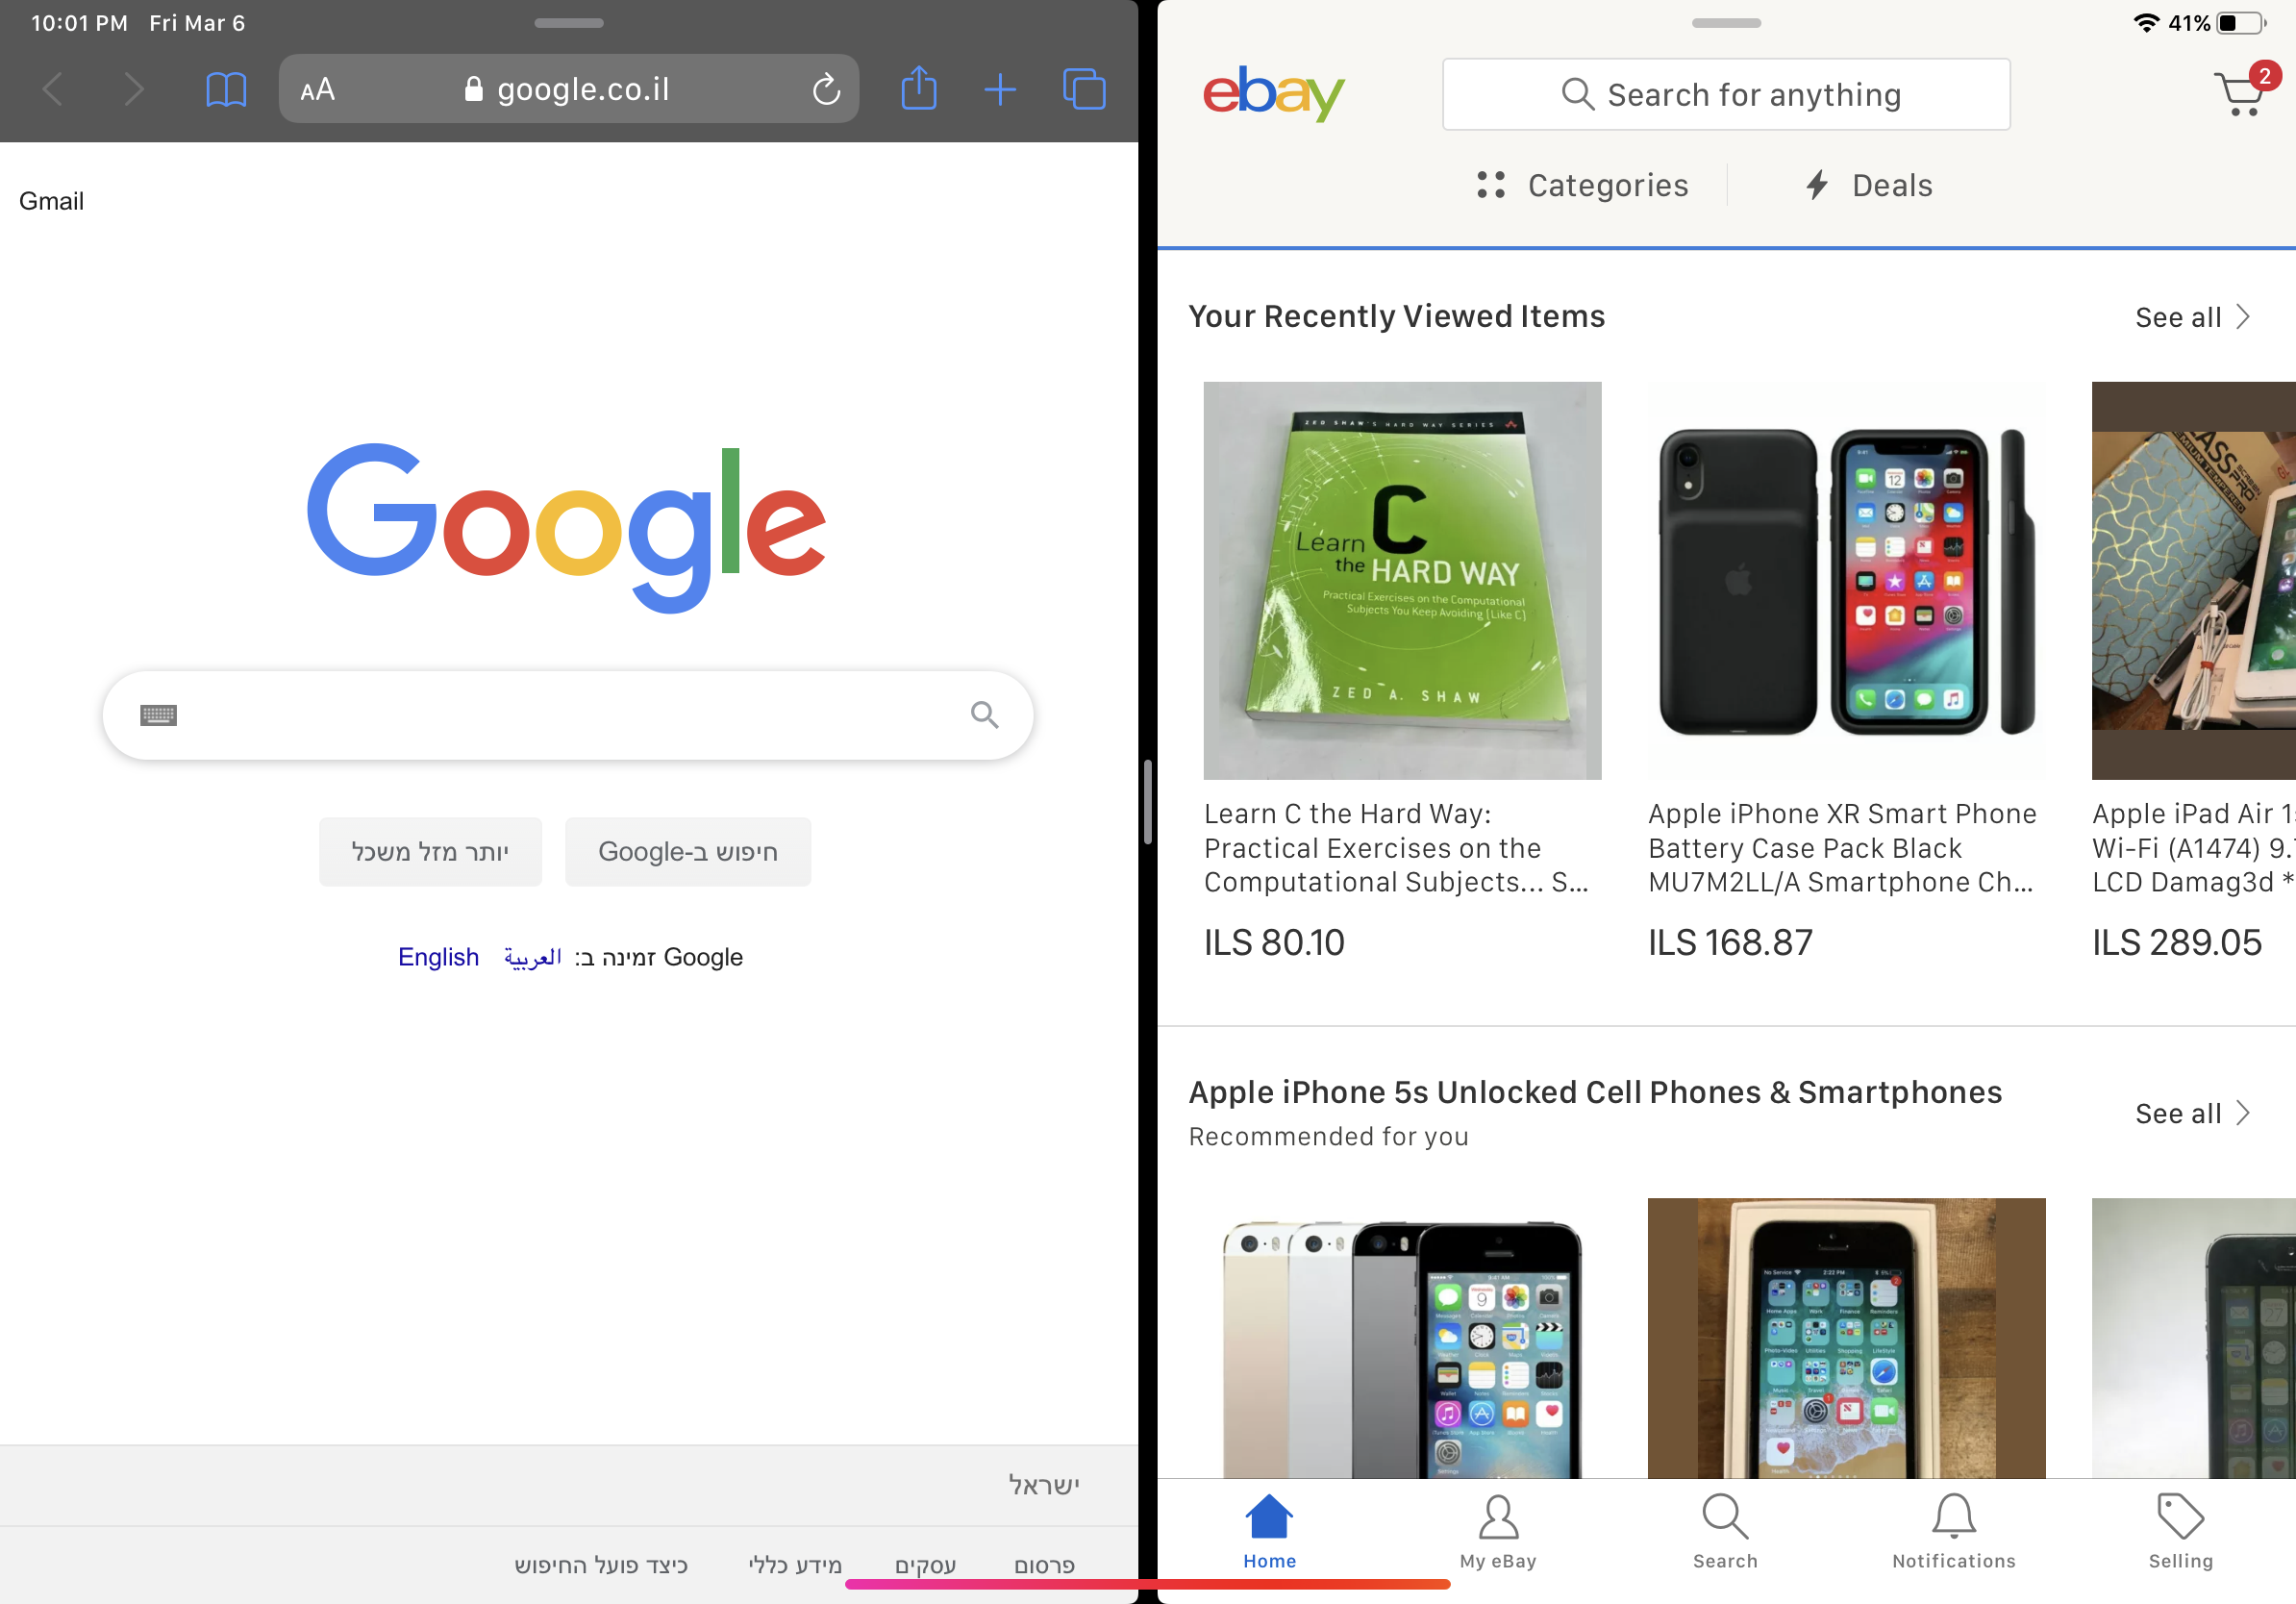 10:01 PM Fri Mar 6
AA google.co.il
Gmail
Google
יותר מזל משכל
חיפוש ב-Google
Google זמינה ב: العربية English
ישראל
פרסום עסקים מידע כללי כיצד פועל החיפוש
41%
ebay
Search for anything
2
Categories
Deals
Your Recently Viewed Items
See all
ZED SHAW'S HARD WAY SERIES
Learn C
the HARD WAY
Practical Exercises on the Computational
Subjects You Keep Avoiding [Like C]
ZED A. SHAW
Learn C the Hard Way:
Practical Exercises on the
Computational Subjects... S...
ILS 80.10
Apple iPhone XR Smart Phone
Battery Case Pack Black
MU7M2LL/A Smartphone Ch...
ILS 168.87
Apple iPad Air 1
Wi-Fi (A1474) 9.
LCD Damag3d *
ILS 289.05
Apple iPhone 5s Unlocked Cell Phones & Smartphones
Recommended for you
See all
Home
My eBay
Search
Notifications
Selling